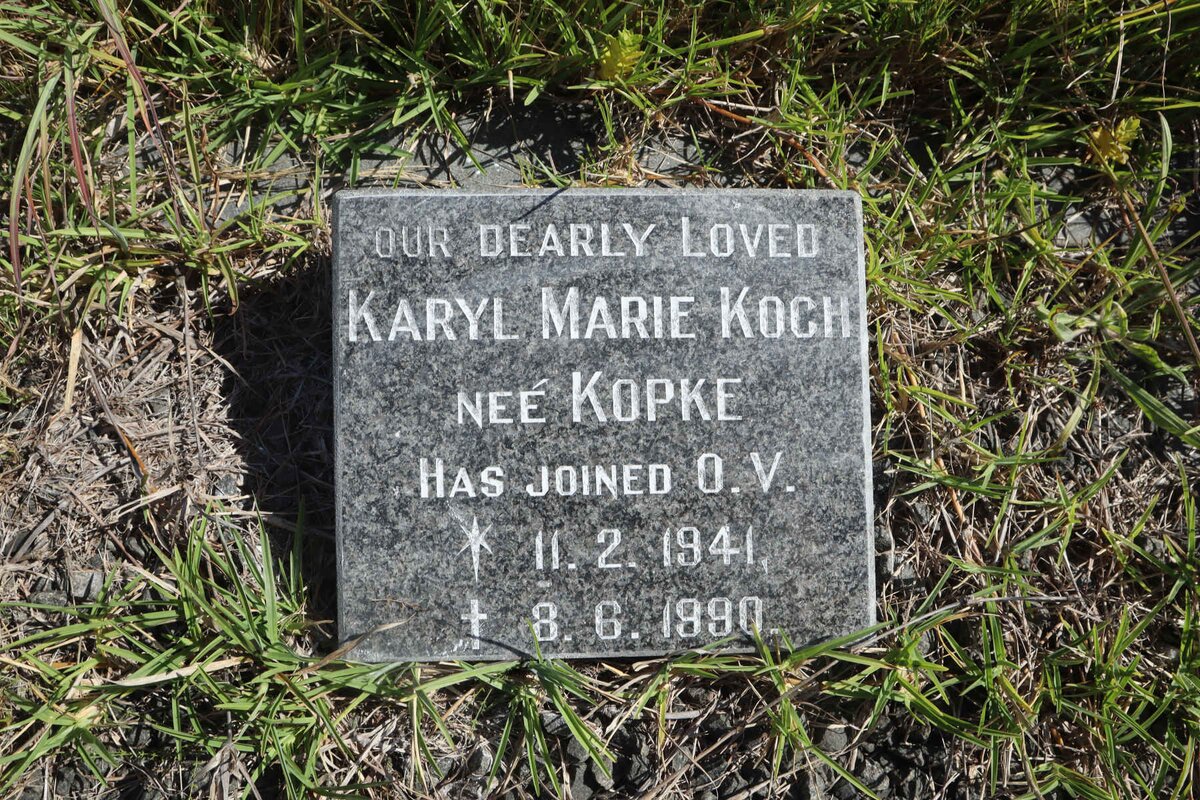 OUR DEARLY LOVED
KARYL MARIE KOCH
NEÉ KOPKE
HAS JOINED O.V.
* 11. 2. 1941,
† 8. 6. 1990.